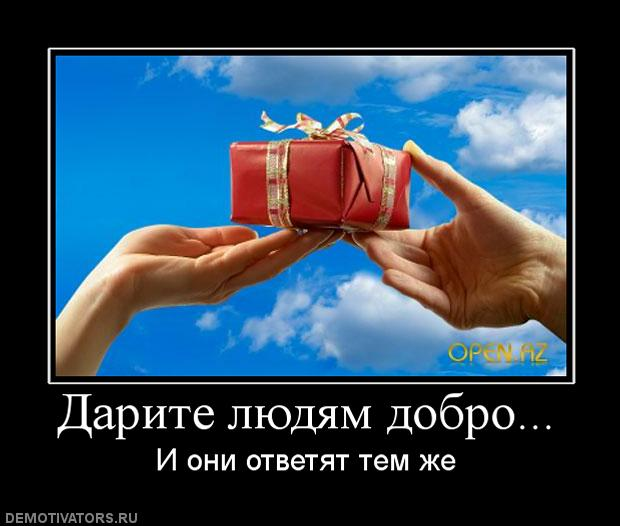 OPEN.AZ
Дарите людям добро...
И они ответят тем же
DEMOTIVATORS.RU